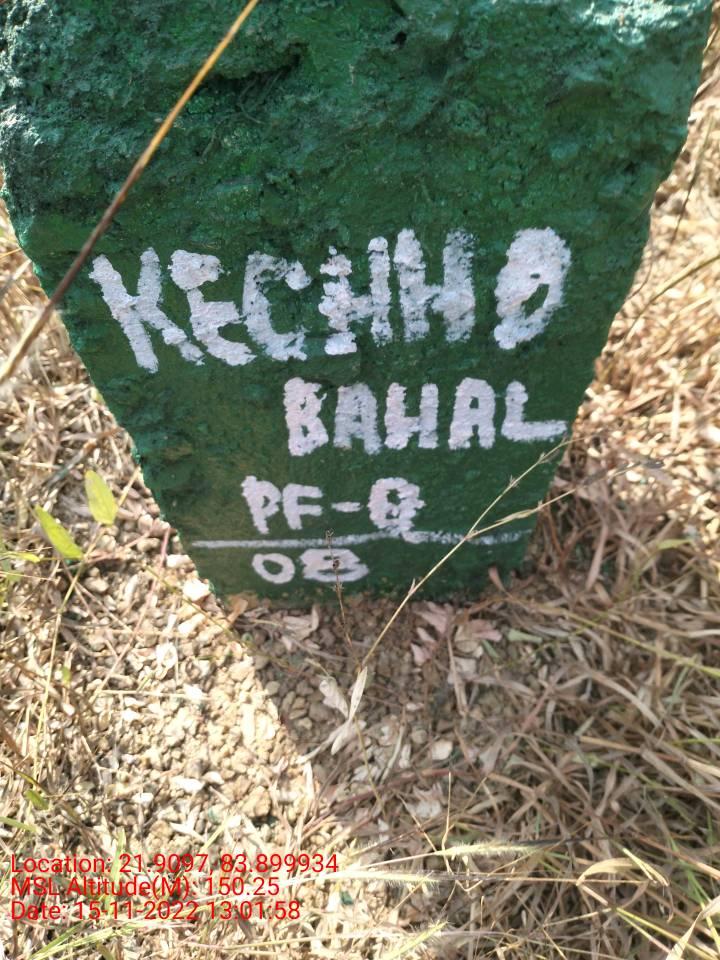 KECHHO
BAHAL
PF-Q
08
Location: 21.9097, 83.899934
MSL Altitude(M): 150.25
Date: 15-11-2022 13:01:58